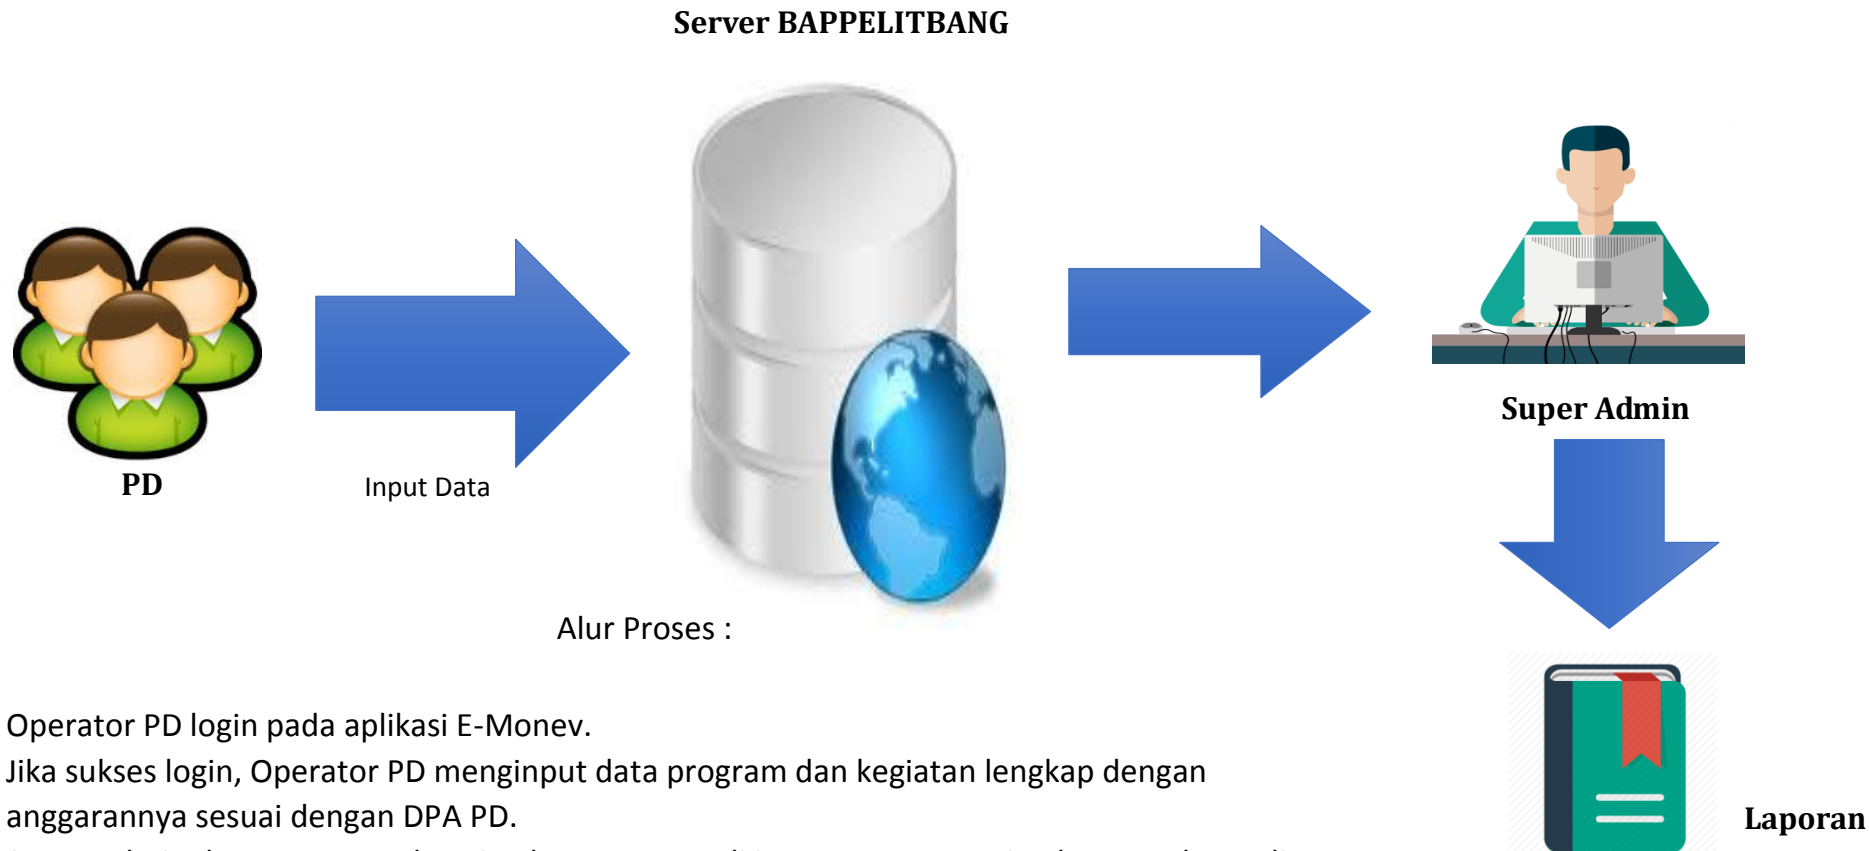 Server BAPPELITBANG
PD
Input Data
Super Admin
Alur Proses :
Operator PD login pada aplikasi E-Monev.
Jika sukses login, Operator PD menginput data program dan kegiatan lengkap dengan
anggarannya sesuai dengan DPA PD.
Laporan